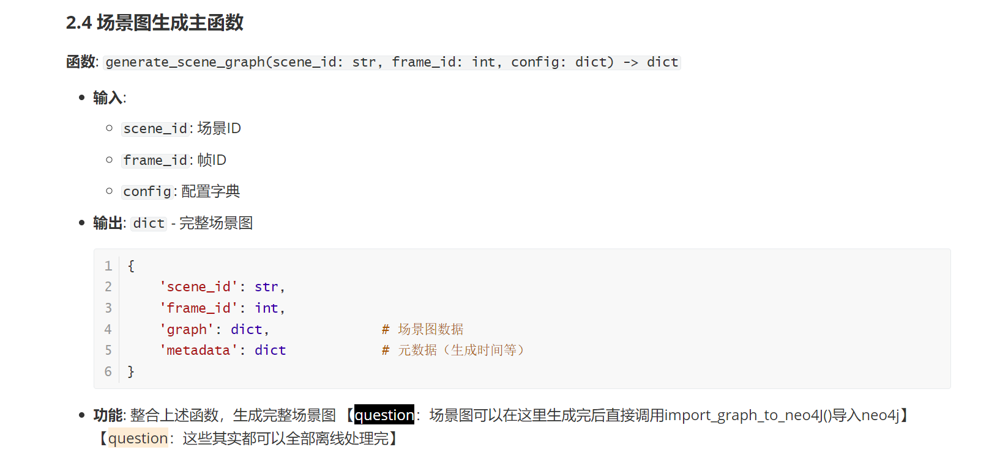 2.4 场景图生成主函数
函数: generate_scene_graph(scene_id: str, frame_id: int, config: dict) -> dict
输入:
scene_id: 场景ID
frame_id: 帧ID
config: 配置字典
输出: dict - 完整场景图
1 {
2 'scene_id': str,
3 'frame_id': int,
4 'graph': dict, # 场景图数据
5 'metadata': dict # 元数据（生成时间等）
6 }
功能: 整合上述函数，生成完整场景图 【question：场景图可以在这里生成完后直接调用import_graph_to_neo4J()导入neo4j】
【question：这些其实都可以全部离线处理完】